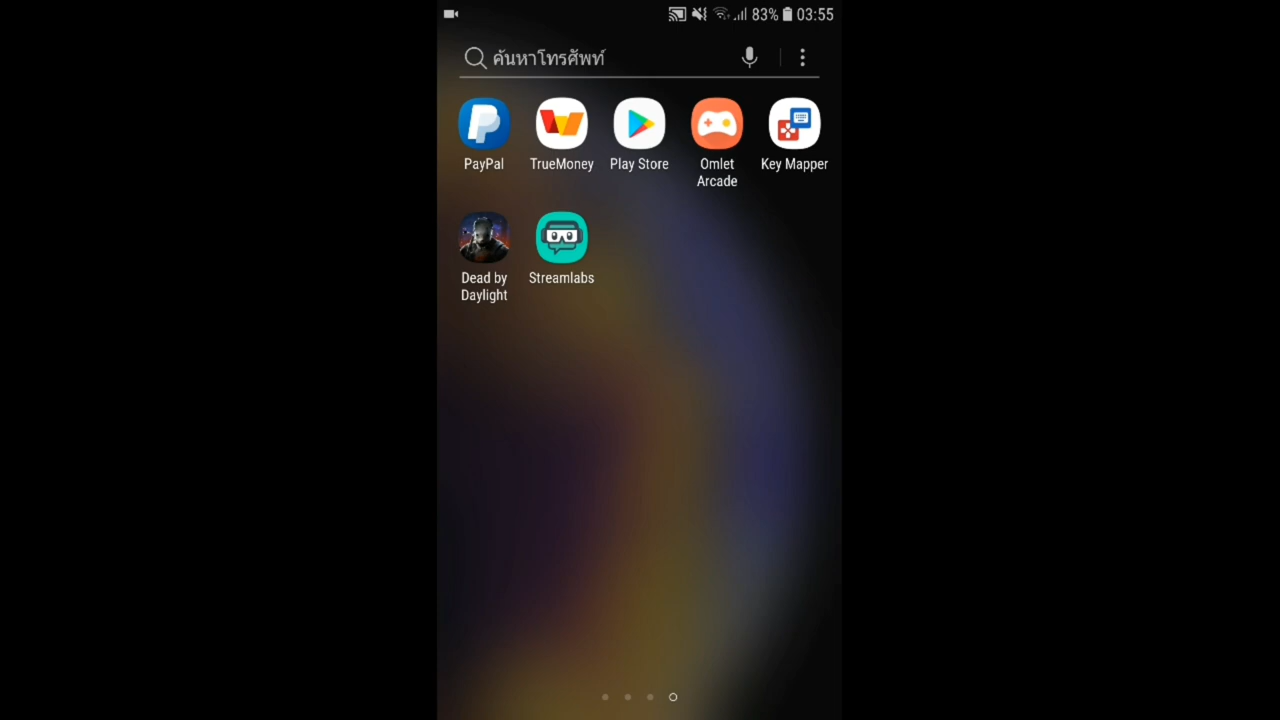 83% 03:55
ค้นหาโทรศัพท์
PayPal TrueMoney Play Store Omlet Arcade Key Mapper
Dead by Daylight Streamlabs